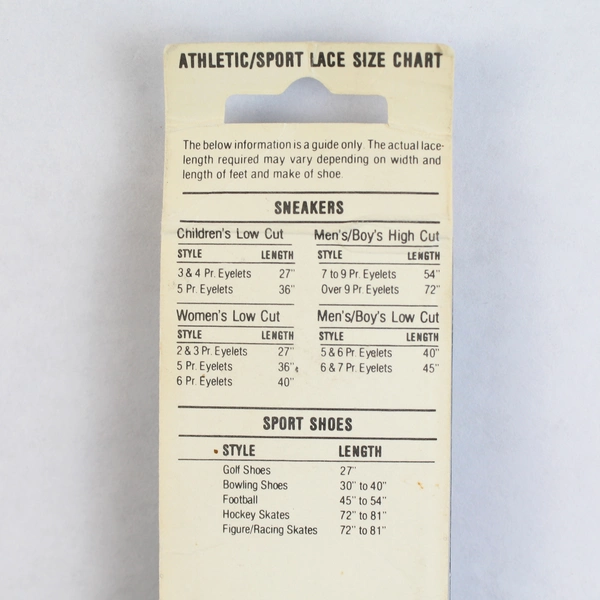 ATHLETIC/SPORT LACE SIZE CHART
The below information is a guide only. The actual lace-
length required may vary depending on width and
length of feet and make of shoe.
SNEAKERS
Children's Low Cut
STYLE LENGTH
3 & 4 Pr. Eyelets 27"
5 Pr. Eyelets 36"
Men's/Boy's High Cut
STYLE LENGTH
7 to 9 Pr. Eyelets 54"
Over 9 Pr. Eyelets 72"
Women's Low Cut
STYLE LENGTH
2 & 3 Pr. Eyelets 27"
5 Pr. Eyelets 36"
6 Pr. Eyelets 40"
Men's/Boy's Low Cut
STYLE LENGTH
5 & 6 Pr. Eyelets 40"
6 & 7 Pr. Eyelets 45"
SPORT SHOES
STYLE LENGTH
Golf Shoes 27"
Bowling Shoes 30" to 40"
Football 45" to 54"
Hockey Skates 72" to 81"
Figure/Racing Skates 72" to 81"